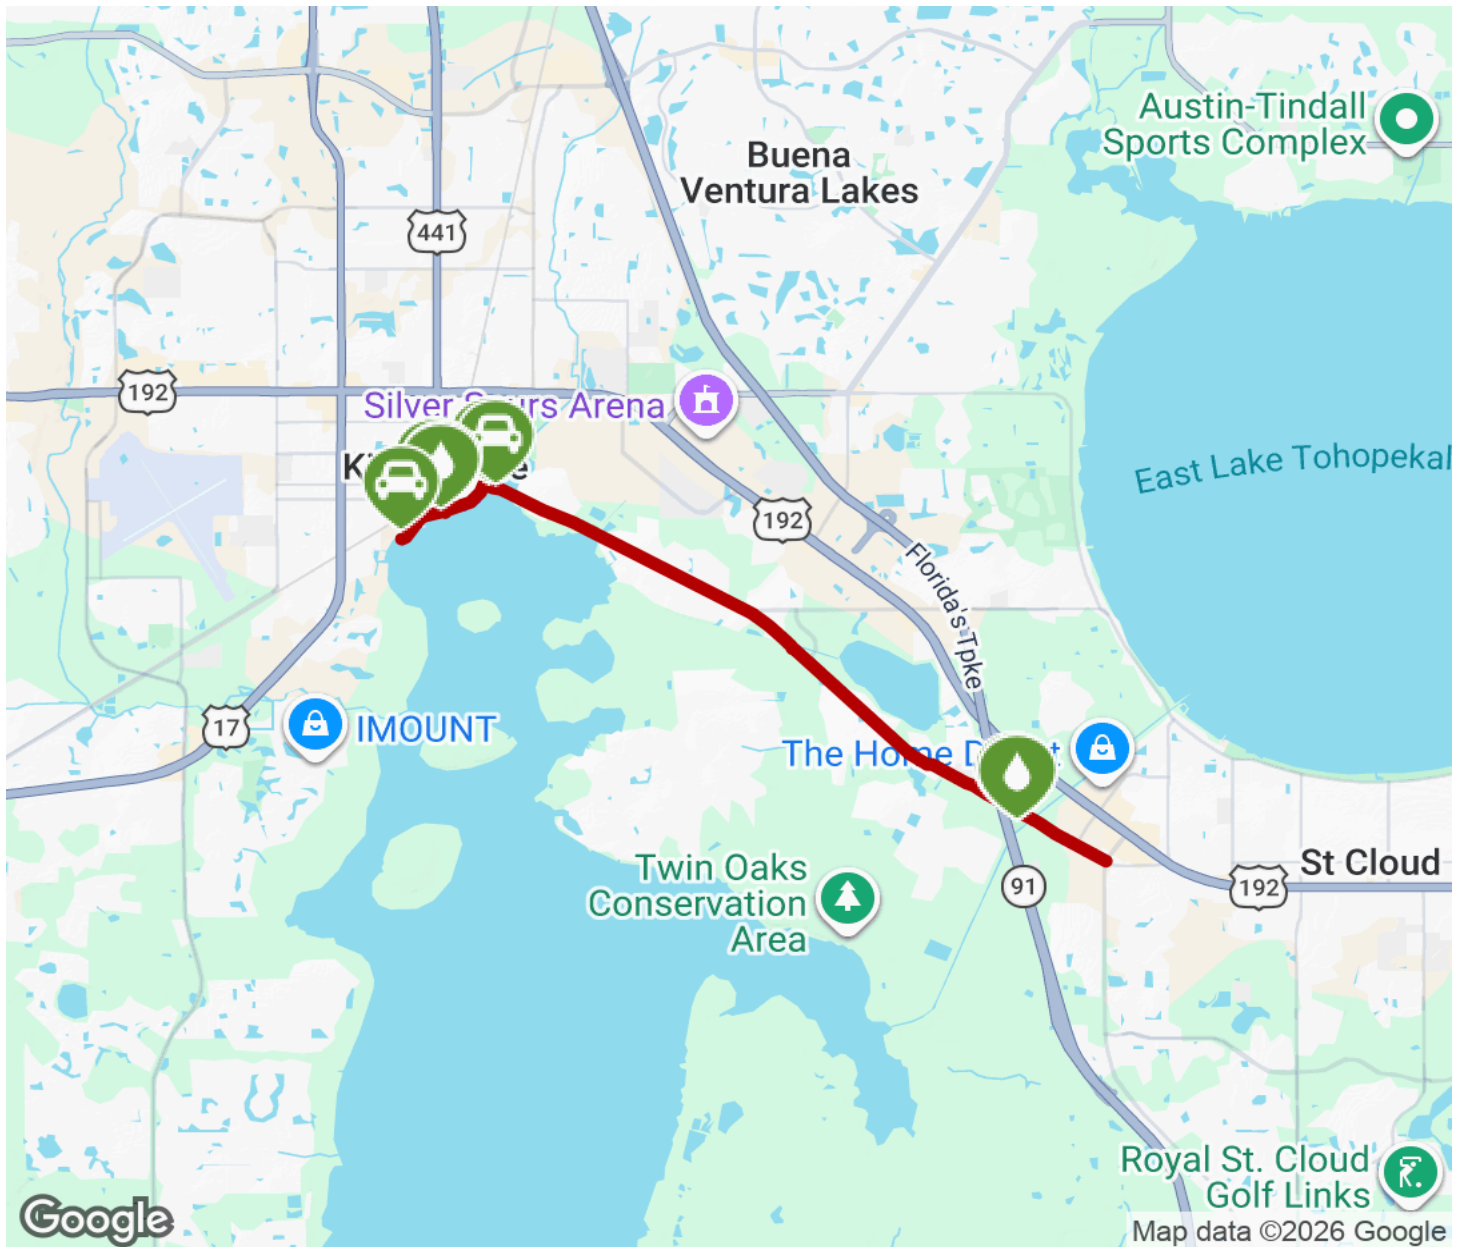 Austin-Tindall
Sports Complex
Buena
Ventura Lakes
441
192
Silver Spurs Arena
East Lake Tohopekal
192
Florida's Tpke
17
IMOUNT
The Home
Twin Oaks
Conservation
Area
91
St Cloud
192
Royal St. Cloud
Golf Links
Google
Map data ©2026 Google